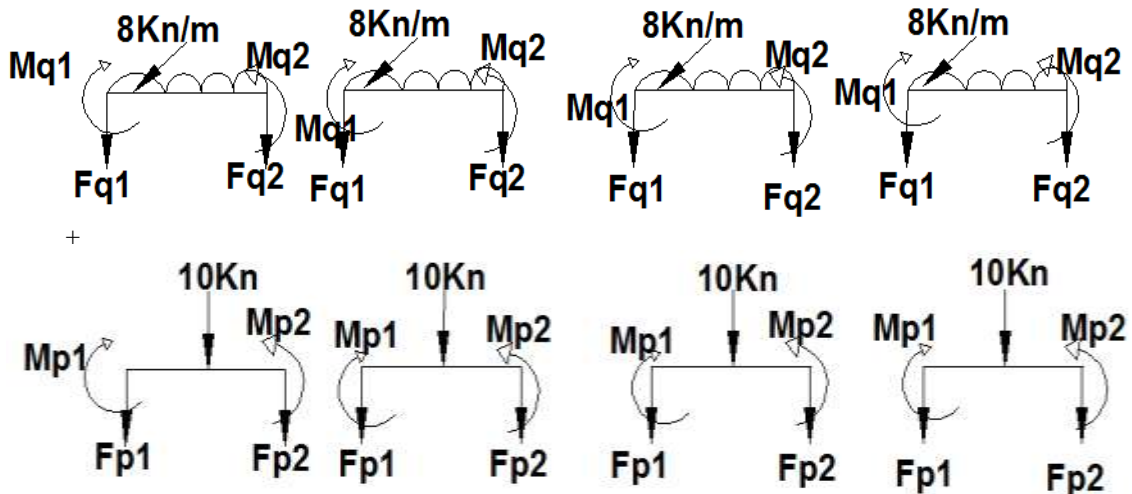 8Kn/m 8Kn/m 8Kn/m 8Kn/m
Mq1 Mq2 Mq2 Mq2 Mq2
Mq1 Mq1 Mq1
Fq1 Fq2 Fq1 Fq2 Fq1 Fq2 Fq1 Fq2
10Kn 10Kn 10Kn 10Kn
Mp1 Mp2 Mp1 Mp2 Mp1 Mp2 Mp1 Mp2
Fp1 Fp2 Fp1 Fp2 Fp1 Fp2 Fp1 Fp2